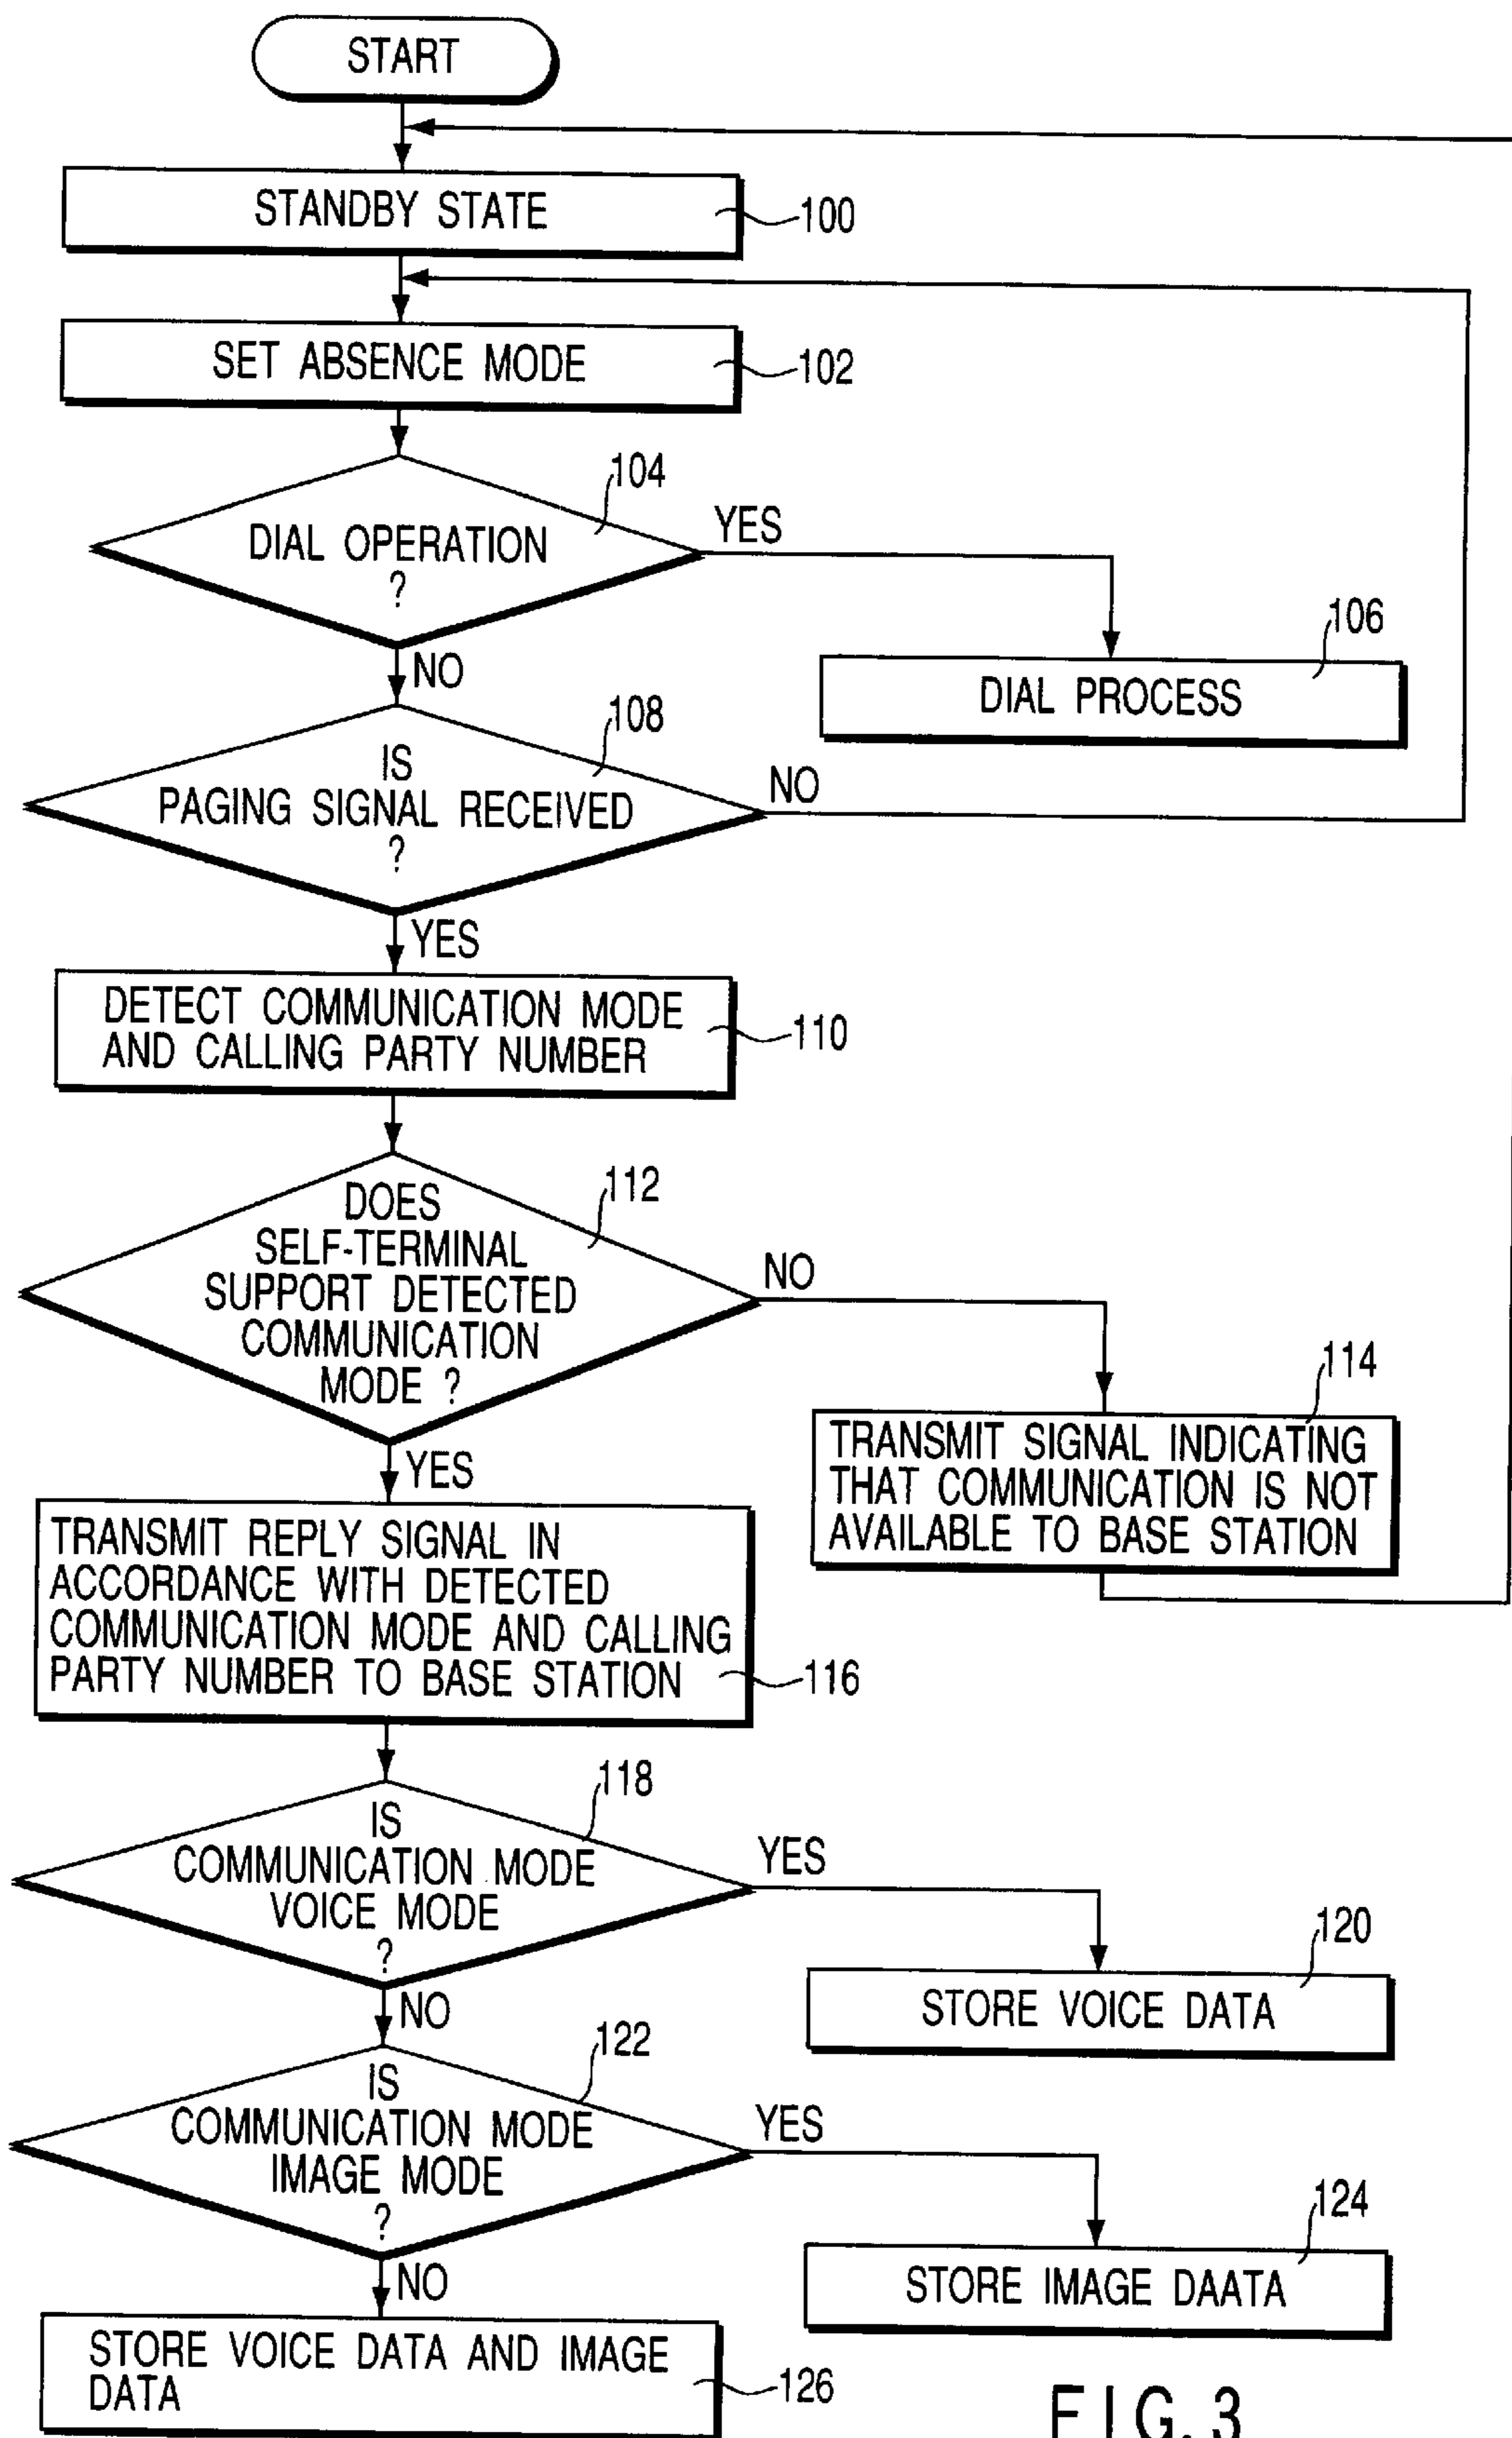 START
STANDBY STATE
100
SET ABSENCE MODE
102
104
DIAL OPERATION
?
YES
NO
106
DIAL PROCESS
108
IS
PAGING SIGNAL RECEIVED
?
NO
YES
DETECT COMMUNICATION MODE
AND CALLING PARTY NUMBER
110
112
DOES
SELF-TERMINAL
SUPPORT DETECTED
COMMUNICATION
MODE ?
NO
YES
114
TRANSMIT SIGNAL INDICATING
THAT COMMUNICATION IS NOT
AVAILABLE TO BASE STATION
TRANSMIT REPLY SIGNAL IN
ACCORDANCE WITH DETECTED
COMMUNICATION MODE AND CALLING
PARTY NUMBER TO BASE STATION
116
118
IS
COMMUNICATION MODE
VOICE MODE
?
YES
NO
120
STORE VOICE DATA
122
IS
COMMUNICATION MODE
IMAGE MODE
?
YES
NO
124
STORE IMAGE DAATA
STORE VOICE DATA AND IMAGE
DATA
126
FIG. 3